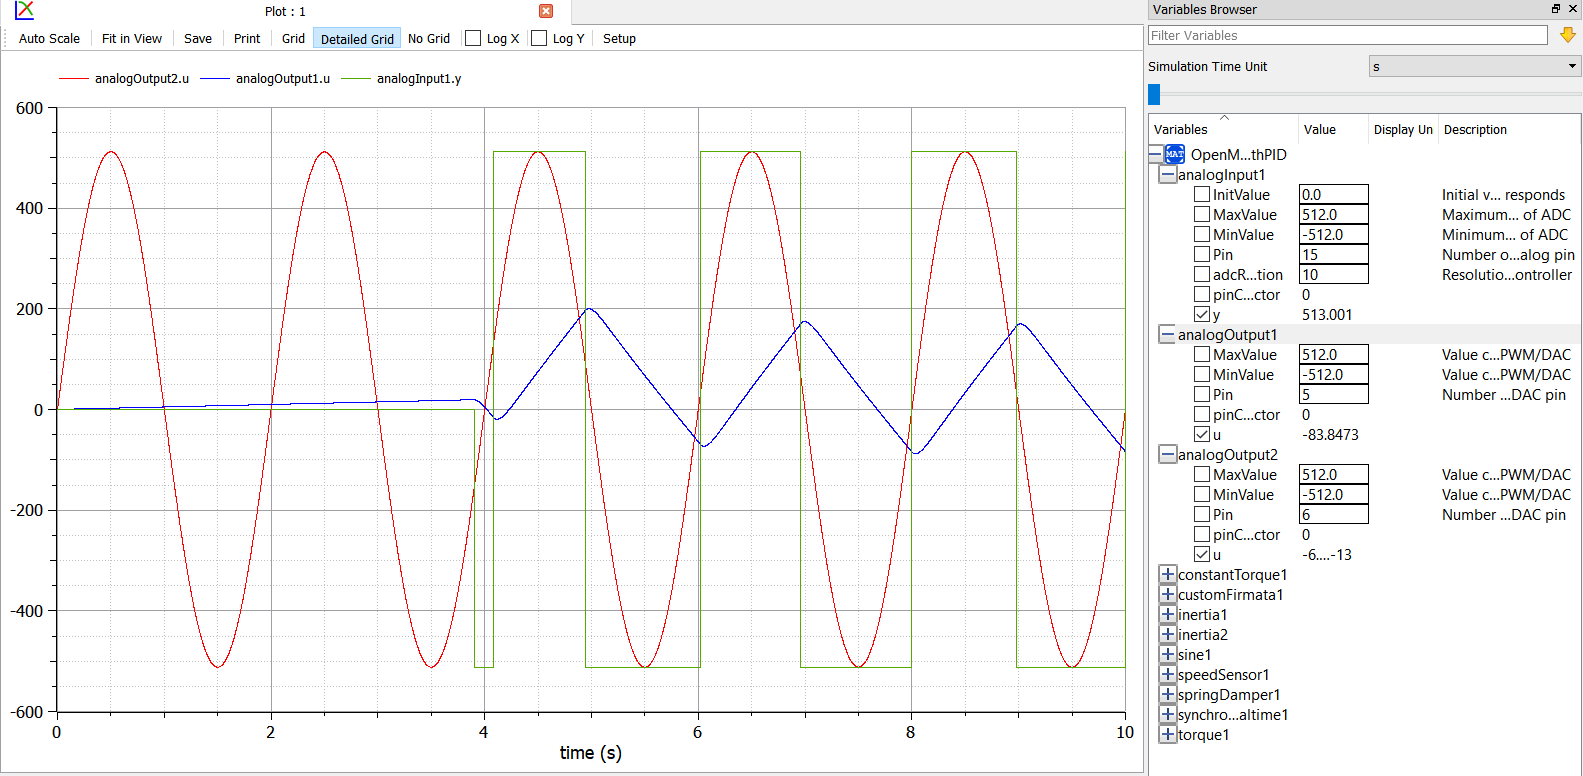 Plot : 1
Auto Scale Fit in View Save Print Grid Detailed Grid No Grid Log X Log Y Setup
analogOutput2.u analogOutput1.u analogInput1.y
600
400
200
0
-200
-400
-600
0 2 4 6 8 10
time (s)
Variables Browser
Filter Variables
Simulation Time Unit s
Variables Value Display Un Description
MAT OpenM...thPID
analogInput1
InitValue 0.0 Initial v... responds
MaxValue 512.0 Maximum... of ADC
MinValue -512.0 Minimum... of ADC
Pin 15 Number o...alog pin
adcR...tion 10 Resolutio...ontroller
pinC...ctor 0
y 513.001
analogOutput1
MaxValue 512.0 Value c...PWM/DAC
MinValue -512.0 Value c...PWM/DAC
Pin 5 Number ...DAC pin
pinC...ctor 0
u -83.8473
analogOutput2
MaxValue 512.0 Value c...PWM/DAC
MinValue -512.0 Value c...PWM/DAC
Pin 6 Number ...DAC pin
pinC...ctor 0
u -6....-13
constantTorque1
customFirmata1
inertia1
inertia2
sine1
speedSensor1
springDamper1
synchro...altime1
torque1